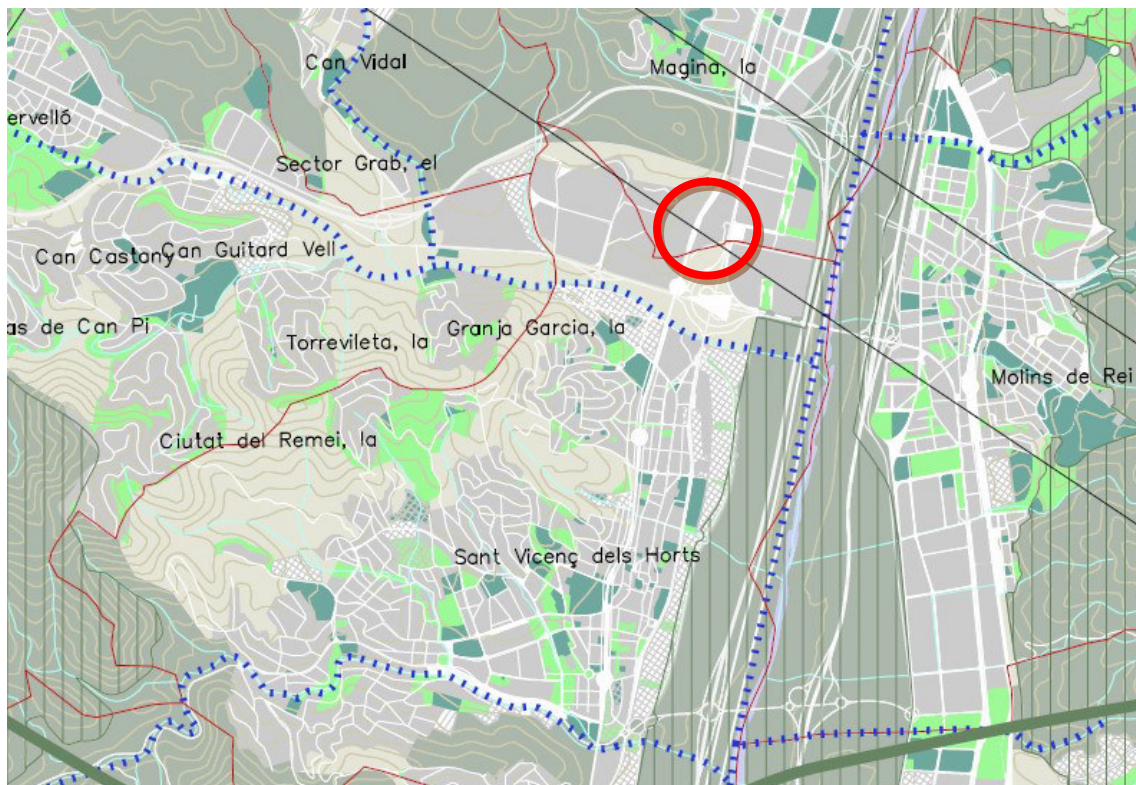 Can Vidal
Magina, la
ervelló
Sector Grab, el
Can Castany
Can Guitard Vell
as de Can Pi
Torrevileta, la
Granja Garcia, la
Molins de Rei
Ciutat del Remei, la
Sant Vicenç dels Horts